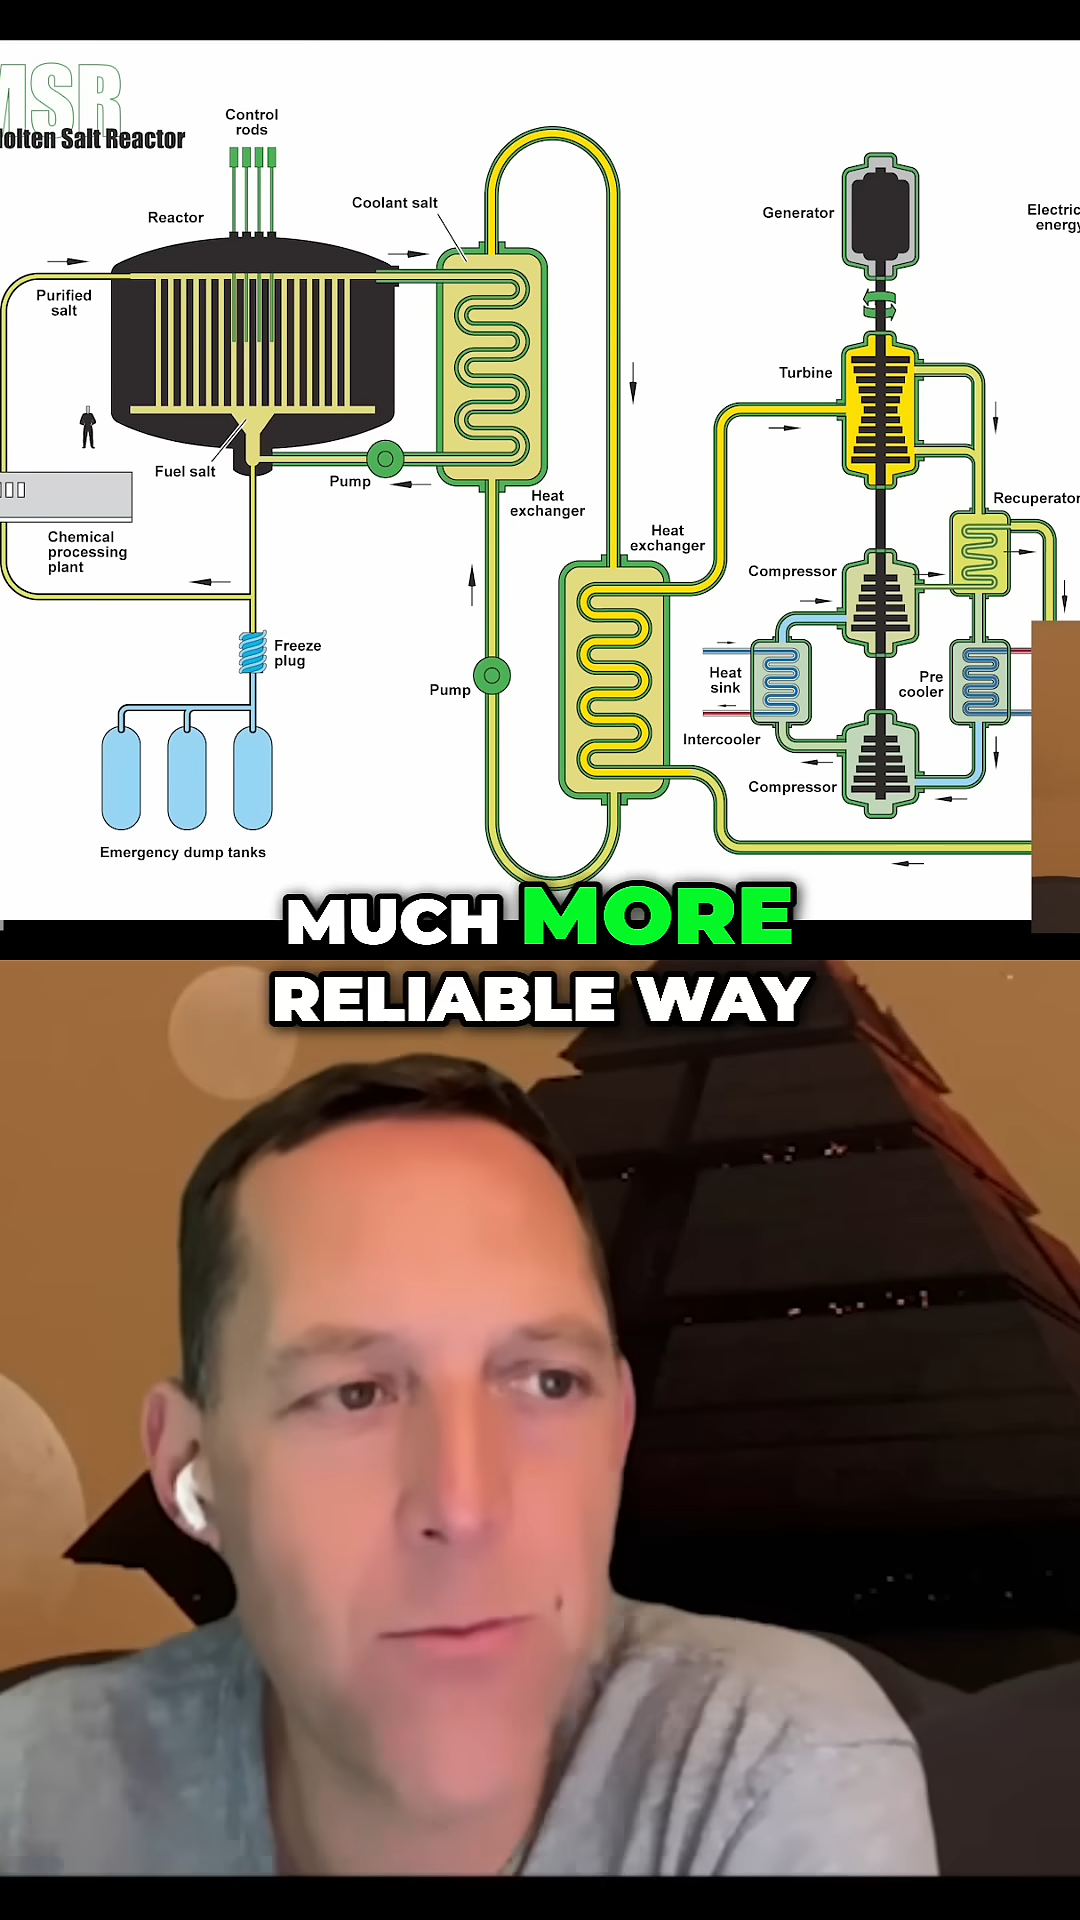 MSR
Molten Salt Reactor
Control
rods
Reactor
Coolant salt
Purified
salt
Fuel salt
Pump
Heat
exchanger
Chemical
processing
plant
Freeze
plug
Emergency dump tanks
Pump
Heat
exchanger
Generator
Electric
energy
Turbine
Recuperator
Compressor
Heat
sink
Pre
cooler
Intercooler
Compressor
MUCH MORE
RELIABLE WAY